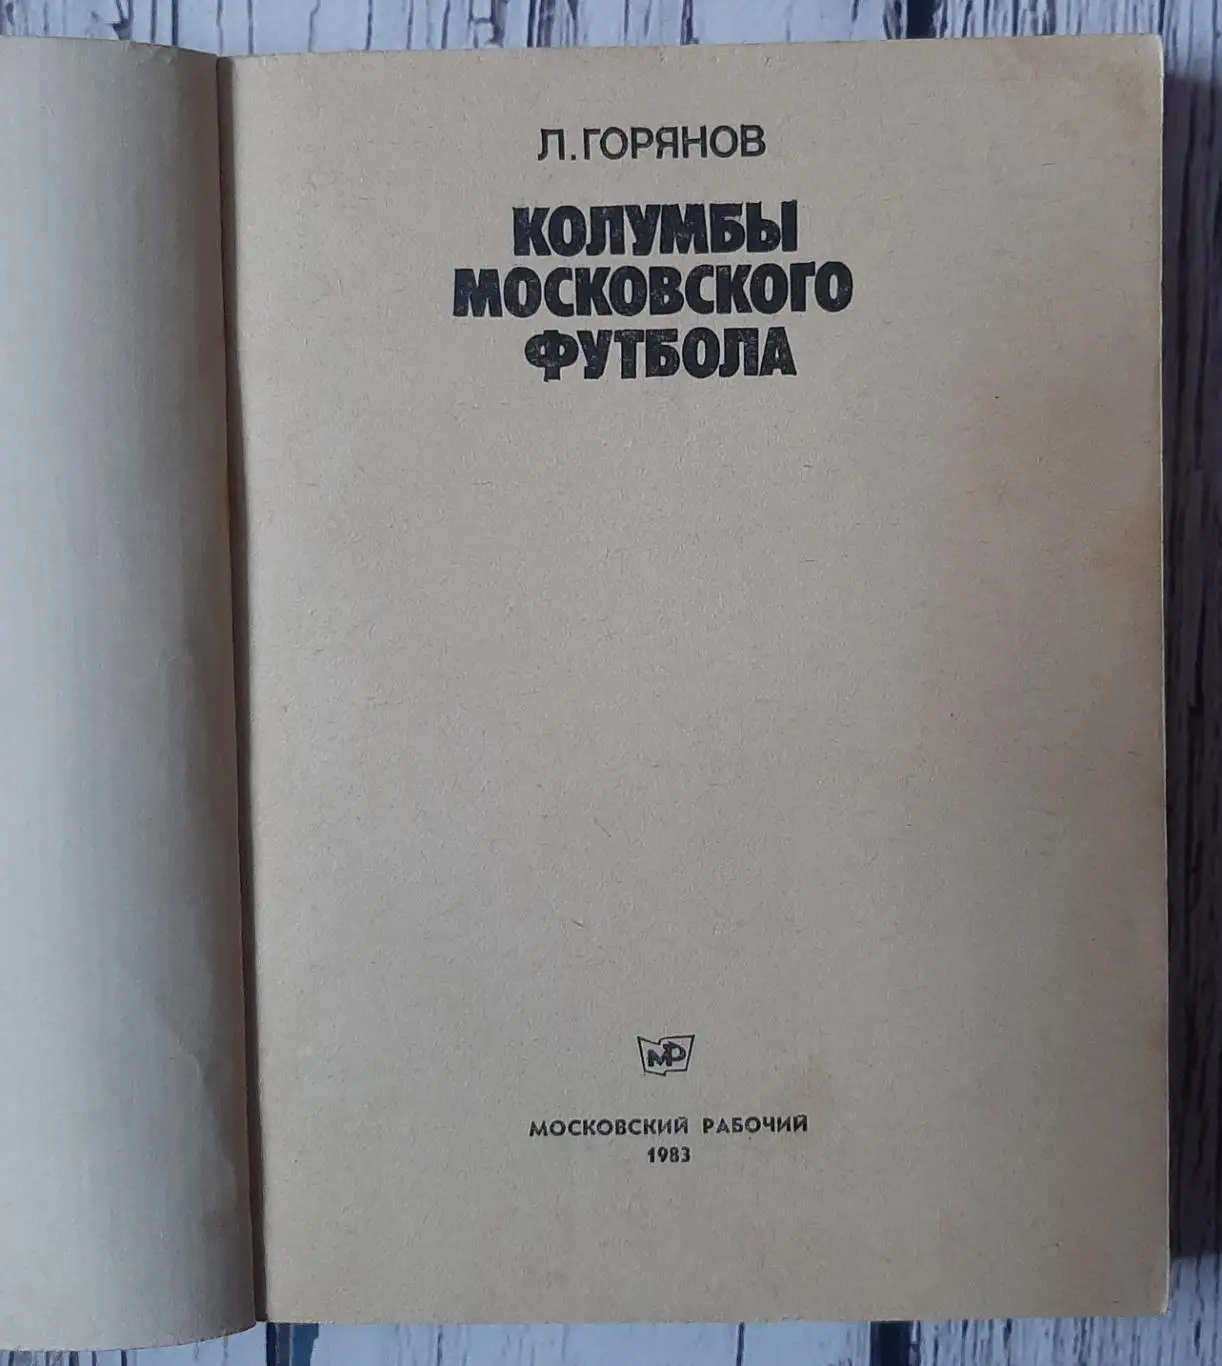 Л. ГОРЯНОВ
КОЛУМБЫ
МОСКОВСКОГО
ФУТБОЛА
МР
МОСКОВСКИЙ РАБОЧИЙ
1983